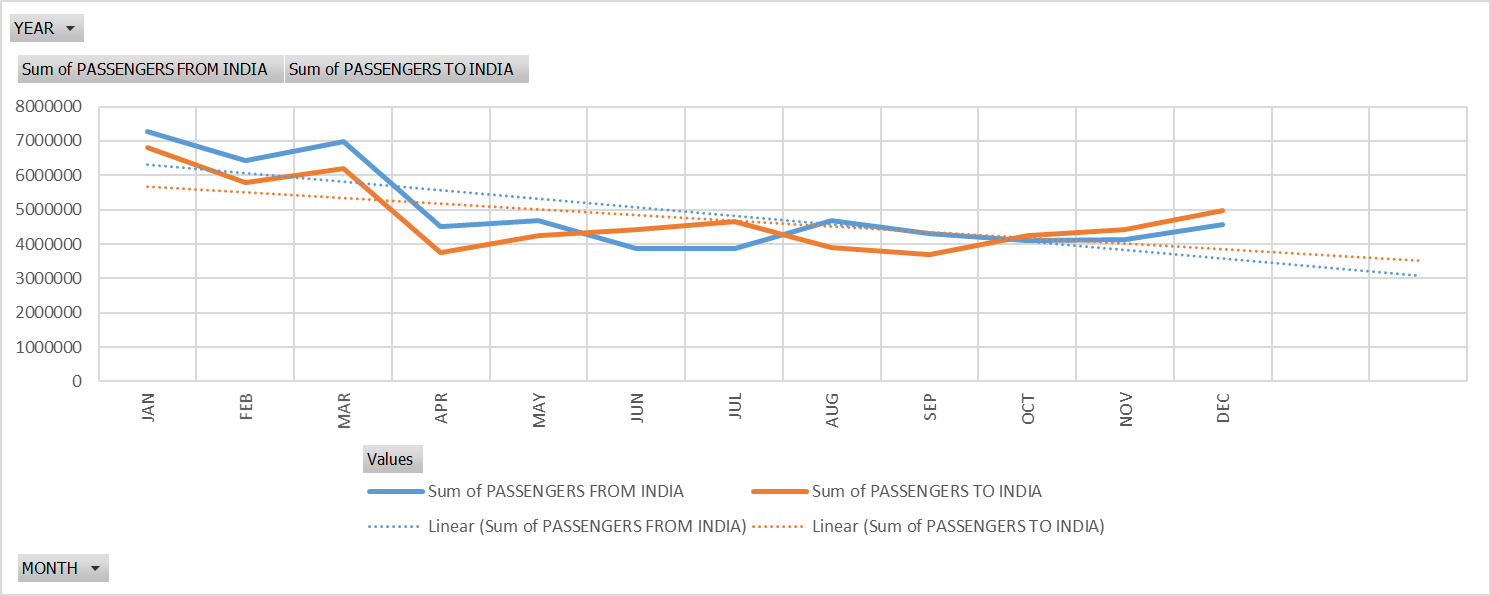 YEAR
Sum of PASSENGERS FROM INDIA Sum of PASSENGERS TO INDIA
8000000
7000000
6000000
5000000
4000000
3000000
2000000
1000000
0
JAN FEB MAR APR MAY JUN JUL AUG SEP OCT NOV DEC
Values
Sum of PASSENGERS FROM INDIA Sum of PASSENGERS TO INDIA
Linear (Sum of PASSENGERS FROM INDIA) Linear (Sum of PASSENGERS TO INDIA)
MONTH